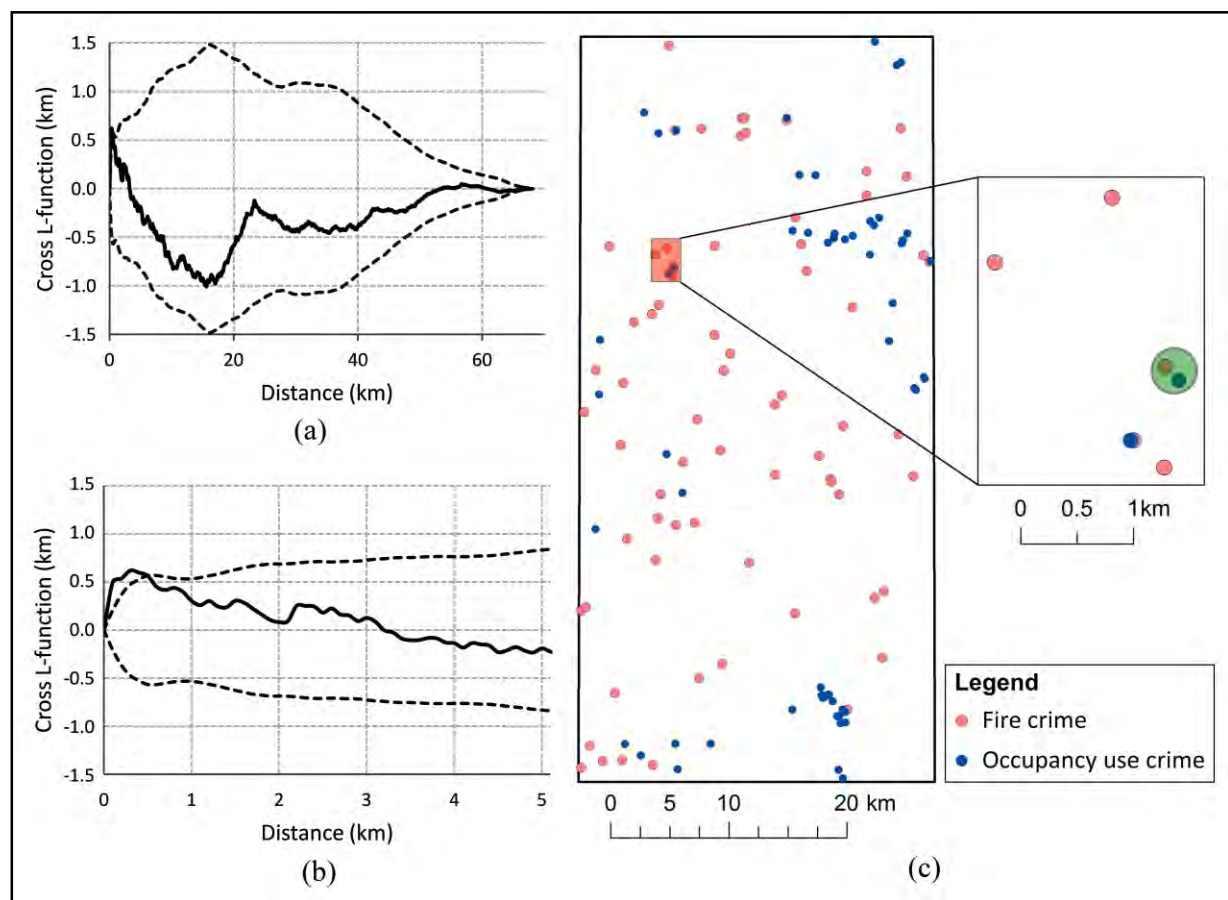 1.5
1.0
0.5
0.0
-0.5
-1.0
-1.5
Cross L-function (km)
0 20 40 60
Distance (km)
(a)
1.5
1.0
0.5
0.0
-0.5
-1.0
-1.5
Cross L-function (km)
0 1 2 3 4 5
Distance (km)
(b)
0 5 10 20 km
0 0.5 1km
Legend
Fire crime
Occupancy use crime
(c)